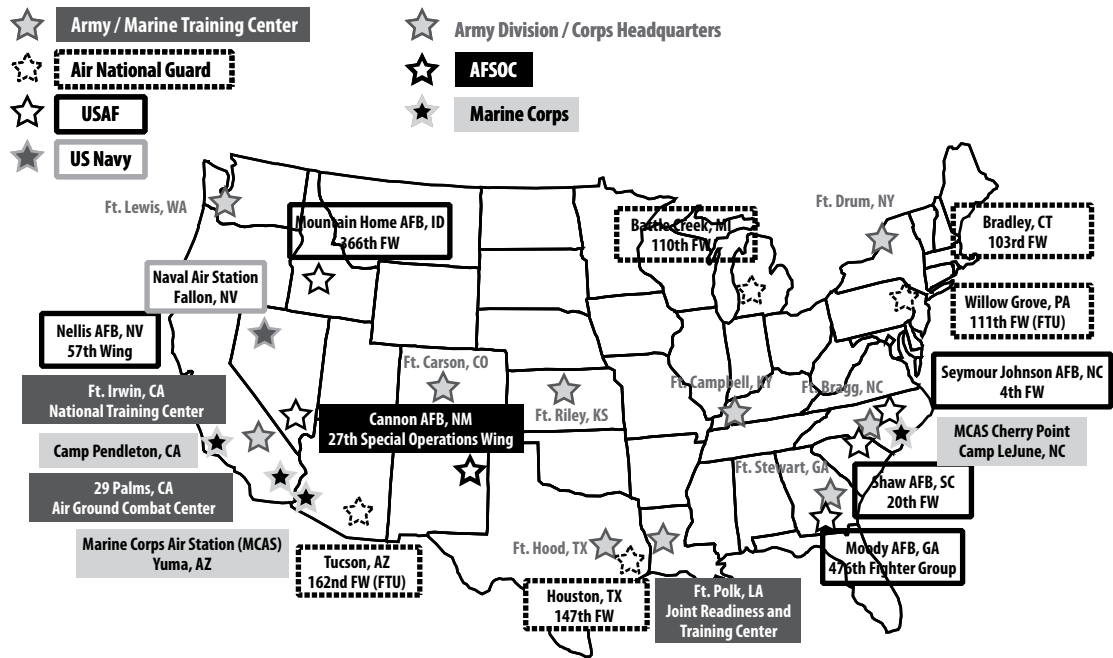 Army / Marine Training Center
Army Division / Corps Headquarters
Air National Guard
AFSOC
USAF
Marine Corps
US Navy
Ft. Lewis, WA
Mountain Home AFB, ID
366th FW
Battle Creek, MI
110th FW
Ft. Drum, NY
Bradley, CT
103rd FW
Naval Air Station
Fallon, NV
Willow Grove, PA
111th FW (FTU)
Nellis AFB, NV
57th Wing
Ft. Carson, CO
Ft. Riley, KS
Ft. Campbell, KY
Ft. Bragg, NC
Seymour Johnson AFB, NC
4th FW
Ft. Irwin, CA
National Training Center
Cannon AFB, NM
27th Special Operations Wing
MCAS Cherry Point
Camp LeJune, NC
Camp Pendleton, CA
29 Palms, CA
Air Ground Combat Center
Ft. Stewart, GA
Shaw AFB, SC
20th FW
Marine Corps Air Station (MCAS)
Yuma, AZ
Tucson, AZ
162nd FW (FTU)
Ft. Hood, TX
Moody AFB, GA
476th Fighter Group
Houston, TX
147th FW
Ft. Polk, LA
Joint Readiness and
Training Center